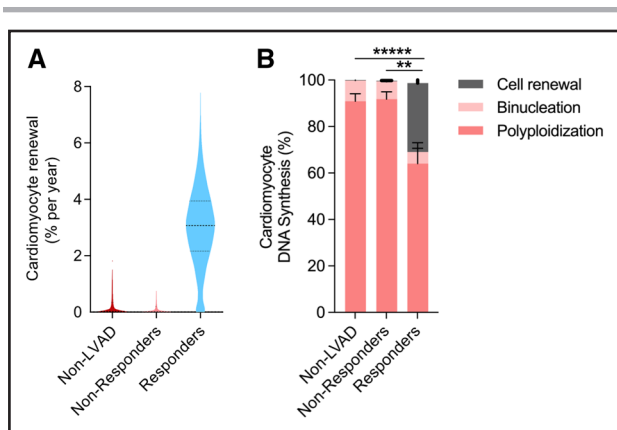 A
Cardiomyocyte renewal
(% per year)
8
6
4
2
0
Non-LVAD
Non-Responders
Responders
B
*****
**
Cardiomyocyte
DNA Synthesis (%)
100
80
60
40
20
0
Non-LVAD
Non-Responders
Responders
Cell renewal
Binucleation
Polyploidization